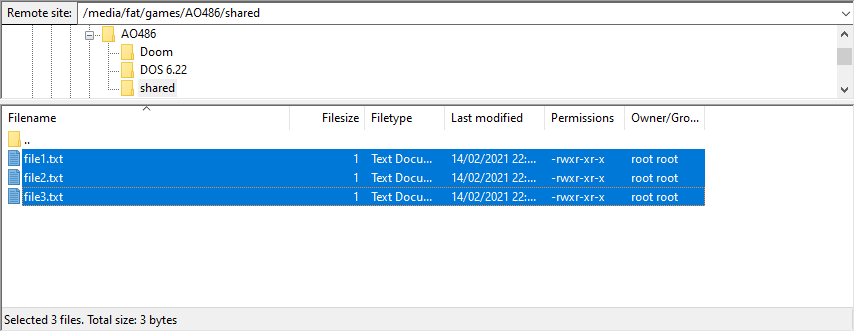 Remote site: /media/fat/games/AO486/shared
AO486
Doom
DOS 6.22
shared
Filename Filesize Filetype Last modified Permissions Owner/Gro...
..
file1.txt 1 Text Docu... 14/02/2021 22:... -rwxr-xr-x root root
file2.txt 1 Text Docu... 14/02/2021 22:... -rwxr-xr-x root root
file3.txt 1 Text Docu... 14/02/2021 22:... -rwxr-xr-x root root
Selected 3 files. Total size: 3 bytes